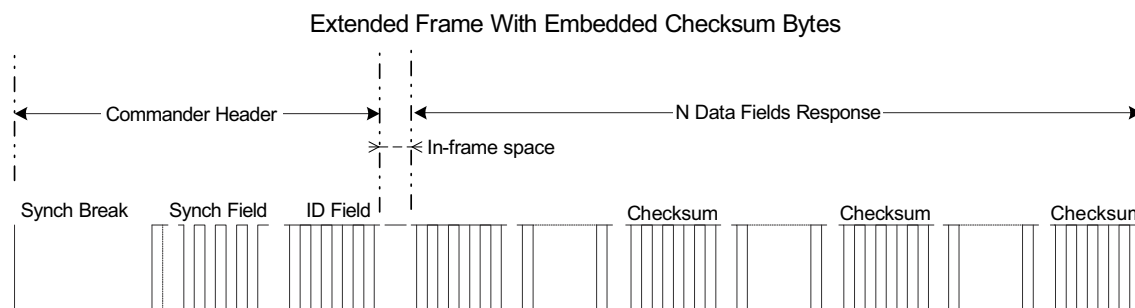 Extended Frame With Embedded Checksum Bytes
Commander Header
N Data Fields Response
In-frame space
Synch Break
Synch Field
ID Field
Checksum
Checksum
Checksum